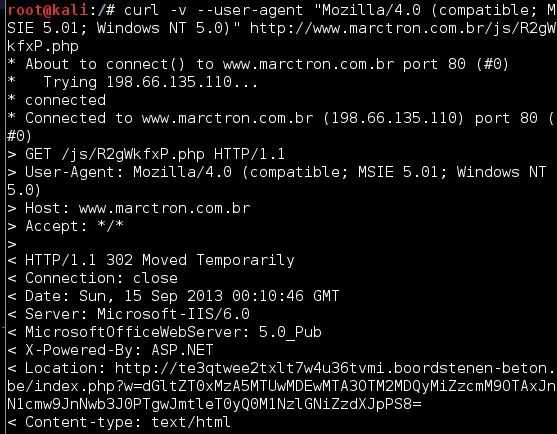 root@kali:/# curl -v --user-agent "Mozilla/4.0 (compatible; M
SIE 5.01; Windows NT 5.0)" http://www.marctron.com.br/js/R2gW
kfxP.php
* About to connect() to www.marctron.com.br port 80 (#0)
*   Trying 198.66.135.110...
* connected
* Connected to www.marctron.com.br (198.66.135.110) port 80 (
#0)
> GET /js/R2gWkfxP.php HTTP/1.1
> User-Agent: Mozilla/4.0 (compatible; MSIE 5.01; Windows NT
5.0)
> Host: www.marctron.com.br
> Accept: */*
>
< HTTP/1.1 302 Moved Temporarily
< Connection: close
< Date: Sun, 15 Sep 2013 00:10:46 GMT
< Server: Microsoft-IIS/6.0
< MicrosoftOfficeWebServer: 5.0_Pub
< X-Powered-By: ASP.NET
< Location: http://te3qtwee2txlt7w4u36tvmi.boordstenen-beton.
be/index.php?w=dGltZT0xMzA5MTUwMDEwMTA3OTM2MDQyMiZzcmM9OTAxJn
N1cmw9JnNwb3J0PTgwJmtleT0yQ0M1NzlGNiZzdXJpPS8=
< Content-type: text/html